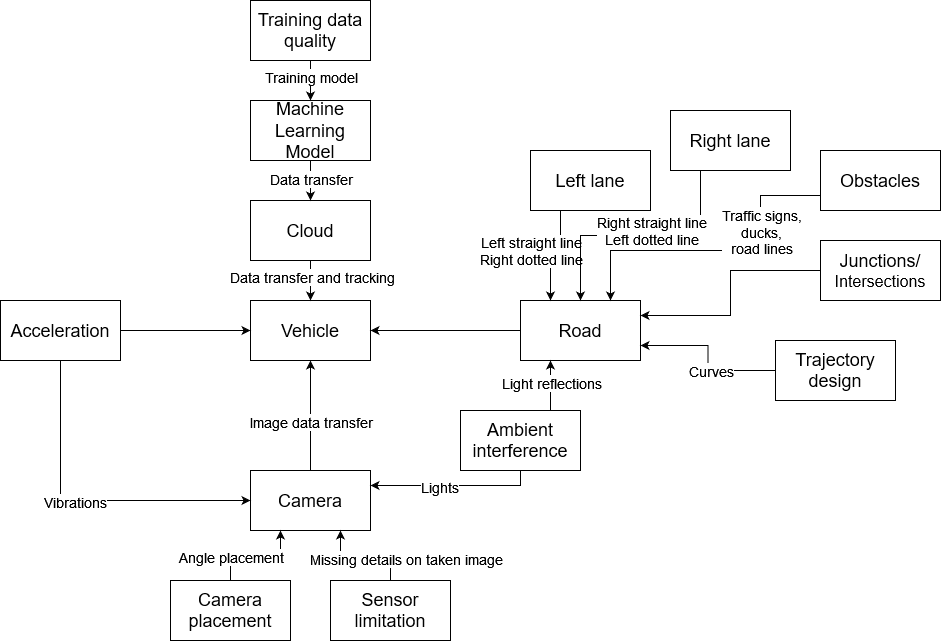 Training data
quality
Training model
Machine
Learning
Model
Data transfer
Cloud
Data transfer and tracking
Acceleration
Vehicle
Road
Left lane
Right lane
Obstacles
Left straight line
Right dotted line
Right straight line
Left dotted line
Traffic signs,
ducks,
road lines
Junctions/
Intersections
Curves
Trajectory
design
Light reflections
Ambient
interference
Lights
Image data transfer
Vibrations
Camera
Angle placement
Missing details on taken image
Camera
placement
Sensor
limitation